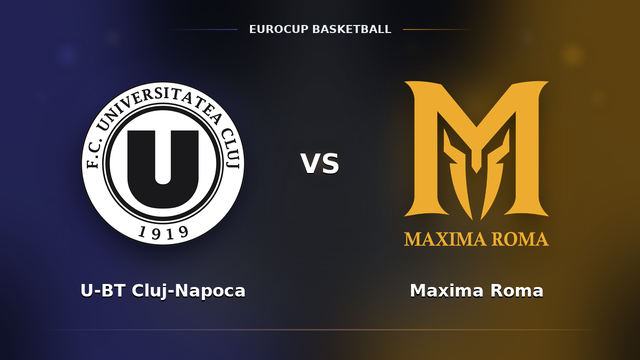 EUROCUP BASKETBALL
F.C. UNIVERSITATEA CLUJ
U
1919
VS
M
MAXIMA ROMA
U-BT Cluj-Napoca
Maxima Roma